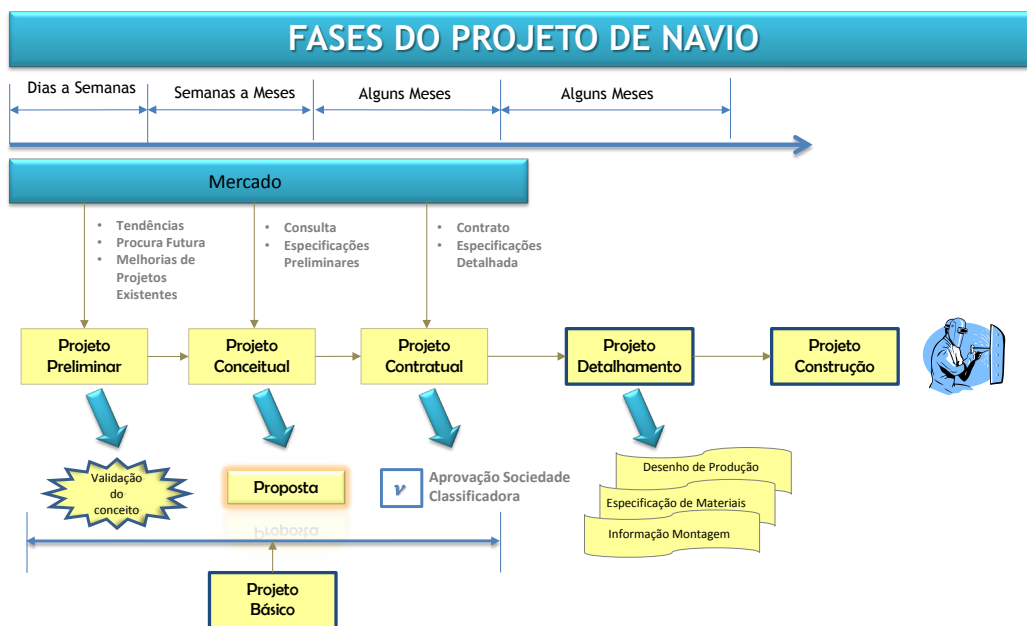 FASES DO PROJETO DE NAVIO
Dias a Semanas
Semanas a Meses
Alguns Meses
Alguns Meses
Mercado
• Tendências
• Procura Futura
• Melhorias de
Projetos
Existentes
• Consulta
• Especificações
Preliminares
• Contrato
• Especificações
Detalhada
Projeto
Preliminar
Projeto
Conceitual
Projeto
Contratual
Projeto
Detalhamento
Projeto
Construção
Validação
do
conceito
Proposta
v
Aprovação Sociedade
Classificadora
Desenho de Produção
Especificação de Materiais
Informação Montagem
Projeto
Básico